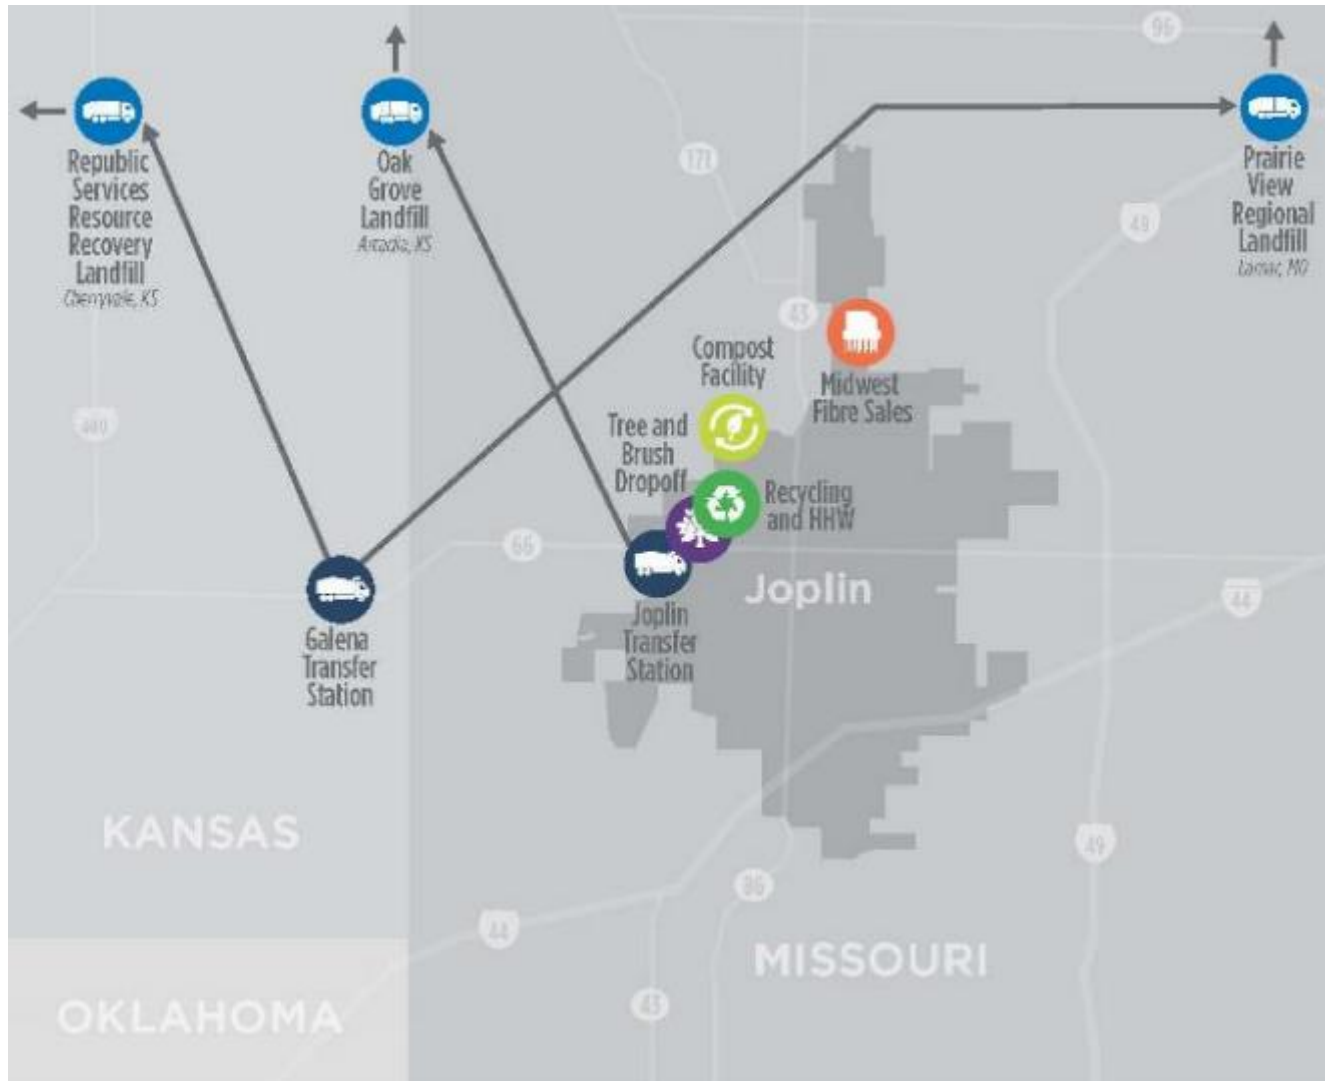 96
Republic
Services
Resource
Recovery
Landfill
Cherryvale, KS
Oak
Grove
Landfill
Arcadia, KS
Prairie
View
Regional
Landfill
Lamar, MO
171
49
43
Compost
Facility
Midwest
Fibre Sales
Tree and
Brush
Dropoff
Recycling
and HHW
400
66
Joplin
44
Galena
Transfer
Station
Joplin
Transfer
Station
KANSAS
49
86
44
MISSOURI
OKLAHOMA
43